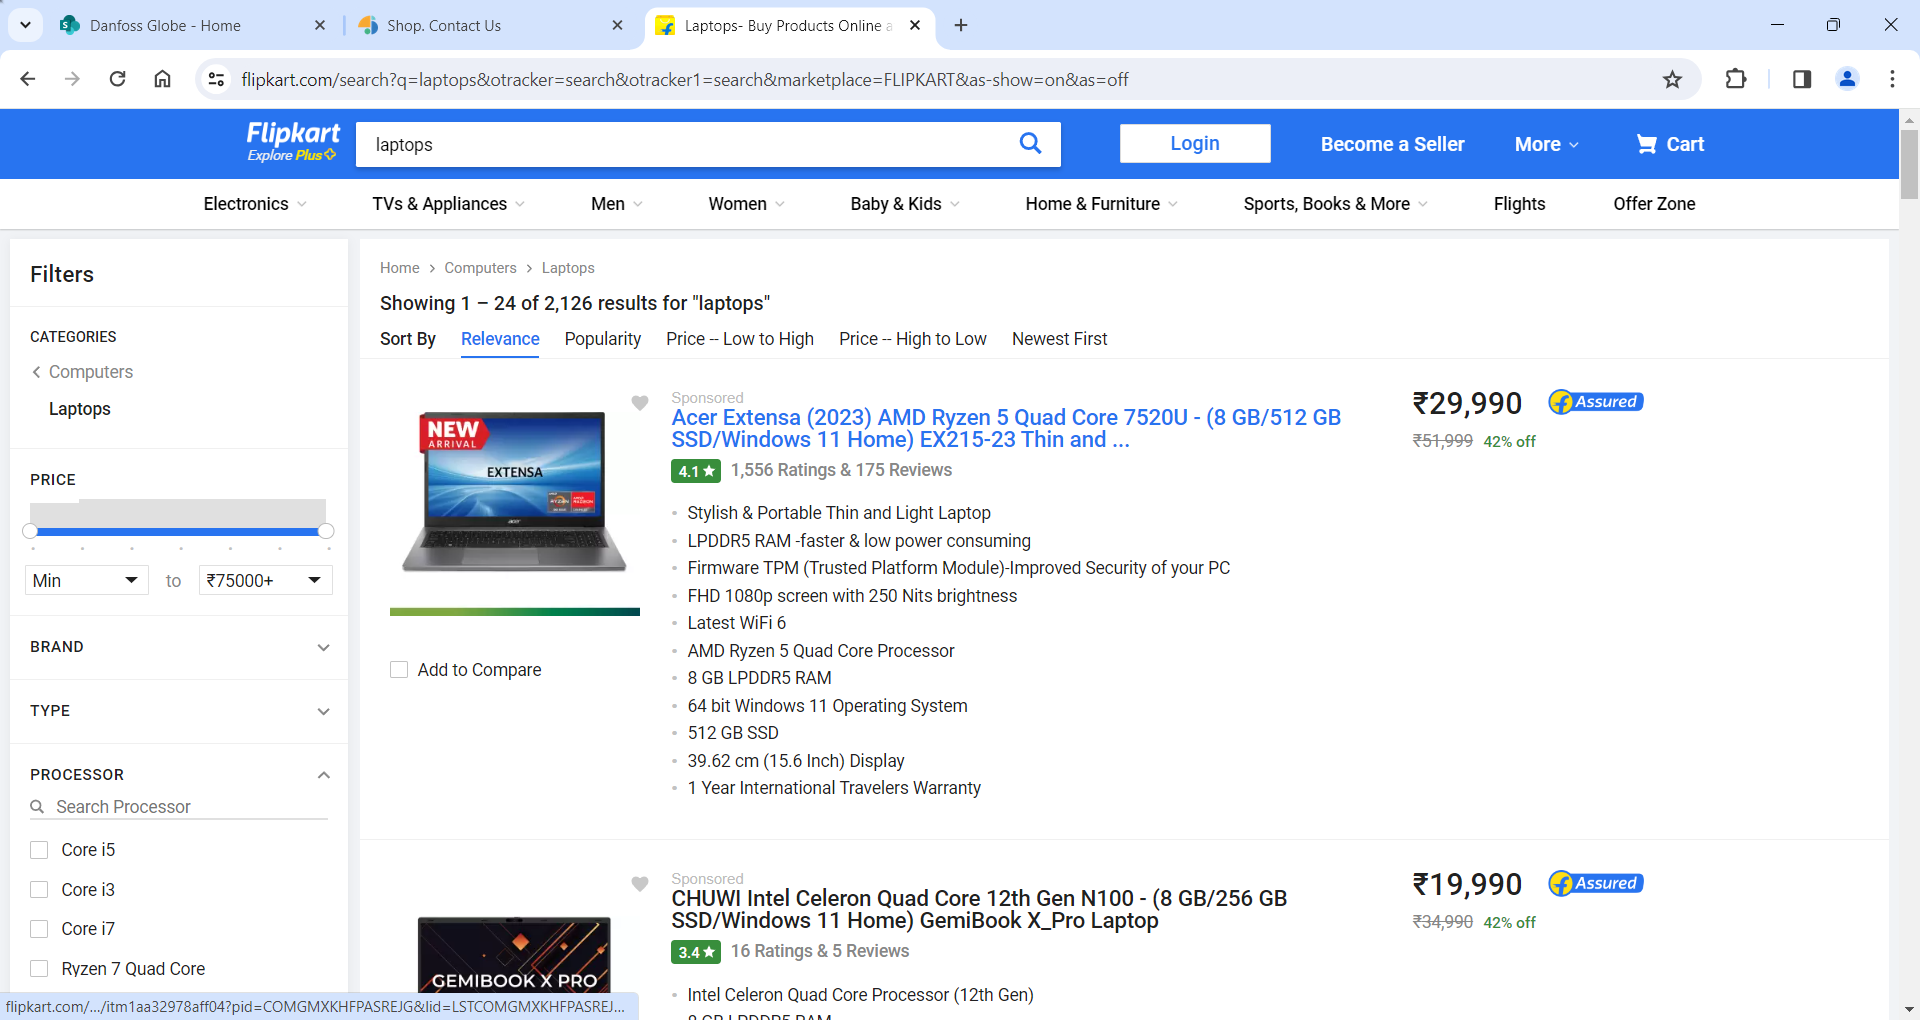 Danfoss Globe - Home
Shop. Contact Us
Laptops- Buy Products Online a
flipkart.com/search?q=laptops&otracker=search&otracker1=search&marketplace=FLIPKART&as-show=on&as=off
Flipkart
Explore Plus
laptops
Login
Become a Seller
More
Cart
Electronics
TVs & Appliances
Men
Women
Baby & Kids
Home & Furniture
Sports, Books & More
Flights
Offer Zone
Filters
CATEGORIES
Computers
Laptops
PRICE
Min
to
₹75000+
BRAND
TYPE
PROCESSOR
Search Processor
Core i5
Core i3
Core i7
Ryzen 7 Quad Core
Home > Computers > Laptops
Showing 1 – 24 of 2,126 results for "laptops"
Sort By Relevance Popularity Price -- Low to High Price -- High to Low Newest First
NEW
ARRIVAL
EXTENSA
RYZEN
RADEON
acer
Add to Compare
Sponsored
Acer Extensa (2023) AMD Ryzen 5 Quad Core 7520U - (8 GB/512 GB
SSD/Windows 11 Home) EX215-23 Thin and ...
4.1 ★ 1,556 Ratings & 175 Reviews
Stylish & Portable Thin and Light Laptop
LPDDR5 RAM -faster & low power consuming
Firmware TPM (Trusted Platform Module)-Improved Security of your PC
FHD 1080p screen with 250 Nits brightness
Latest WiFi 6
AMD Ryzen 5 Quad Core Processor
8 GB LPDDR5 RAM
64 bit Windows 11 Operating System
512 GB SSD
39.62 cm (15.6 Inch) Display
1 Year International Travelers Warranty
₹29,990
Assured
₹51,999 42% off
GEMIBOOK X PRO
Sponsored
CHUWI Intel Celeron Quad Core 12th Gen N100 - (8 GB/256 GB
SSD/Windows 11 Home) GemiBook X_Pro Laptop
3.4 ★ 16 Ratings & 5 Reviews
Intel Celeron Quad Core Processor (12th Gen)
8 GB LPDDR5 RAM
₹19,990
Assured
₹34,990 42% off
flipkart.com/.../itm1aa32978aff04?pid=COMGMXKHFPASREJG&lid=LSTCOMGMXKHFPASREJ...